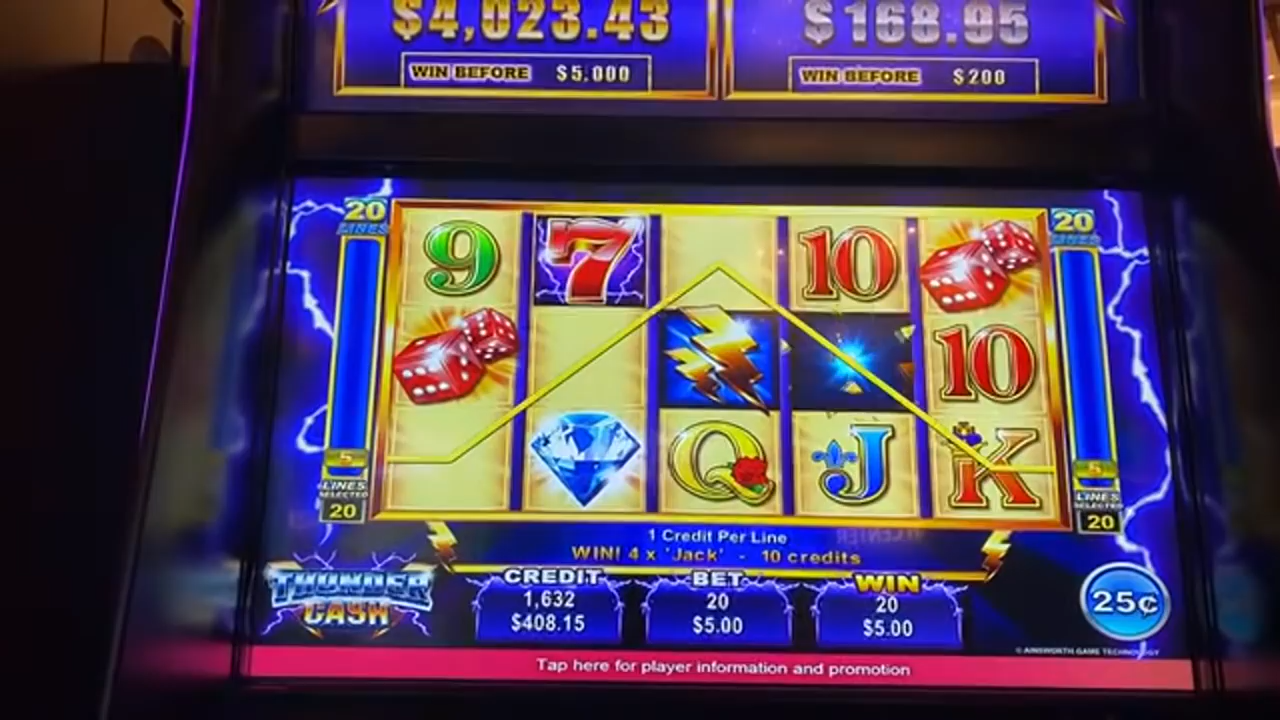 $4,023.43
$168.95
WIN BEFORE $5,000
WIN BEFORE $200
20 LINES
20 LINES
9
7
10
10
Q
J
K
5
LINES SELECTED
20
5
LINES SELECTED
20
1 Credit Per Line
WIN! 4 x 'Jack' - 10 credits
THUNDER CASH
CREDIT
1,632
$408.15
BET
20
$5.00
WIN
20
$5.00
25¢
© AINSWORTH GAME TECHNOLOGY
Tap here for player information and promotion